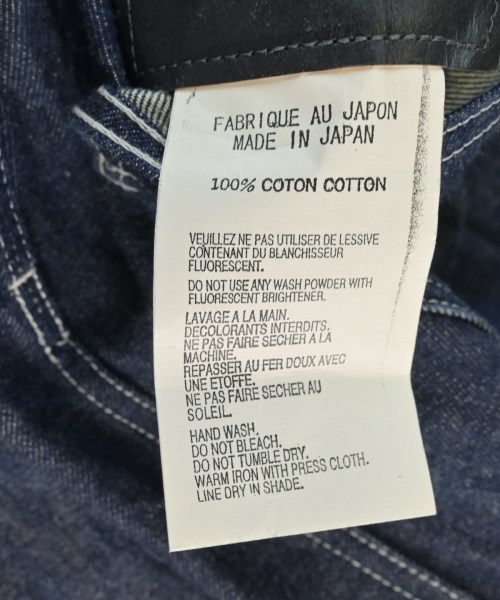 FABRIQUE AU JAPON
MADE IN JAPAN
100% COTON COTTON
VEUILLEZ NE PAS UTILISER DE LESSIVE
CONTENANT DU BLANCHISSEUR
FLUORESCENT.
DO NOT USE ANY WASH POWDER WITH
FLUORESCENT BRIGHTENER.
LAVAGE A LA MAIN.
DECOLORANTS INTERDITS.
NE PAS FAIRE SECHER A LA
MACHINE.
REPASSER AU FER DOUX AVEC
UNE ETOFFE.
NE PAS FAIRE SECHER AU
SOLEIL.
HAND WASH.
DO NOT BLEACH.
DO NOT TUMBLE DRY.
WARM IRON WITH PRESS CLOTH.
LINE DRY IN SHADE.